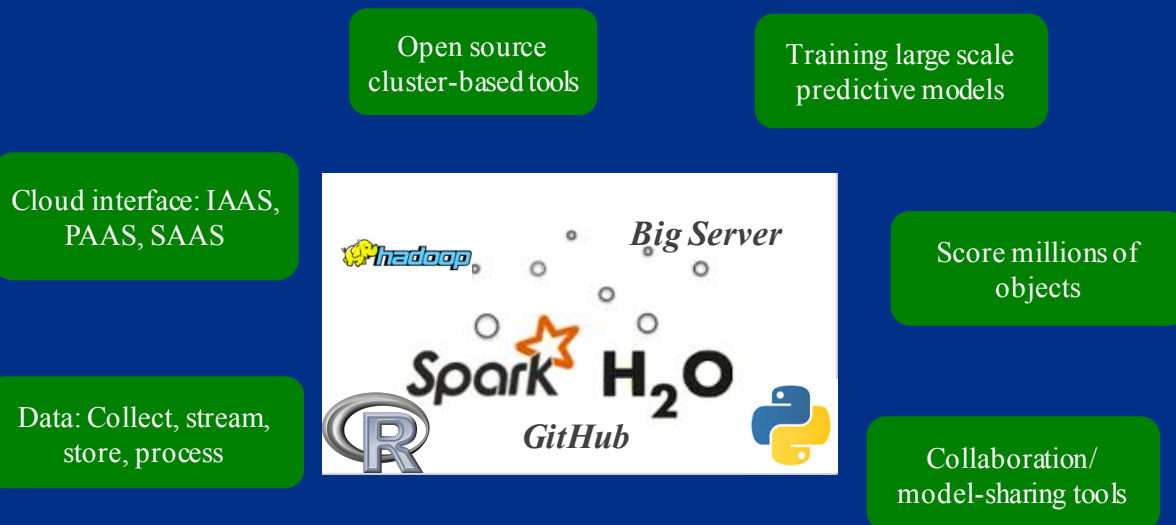 Open source
cluster-based tools
Training large scale
predictive models
Cloud interface: IAAS,
PAAS, SAAS
hadoop
Big Server
Score millions of
objects
Spark H₂O
Data: Collect, stream,
store, process
R
GitHub
Collaboration/
model-sharing tools